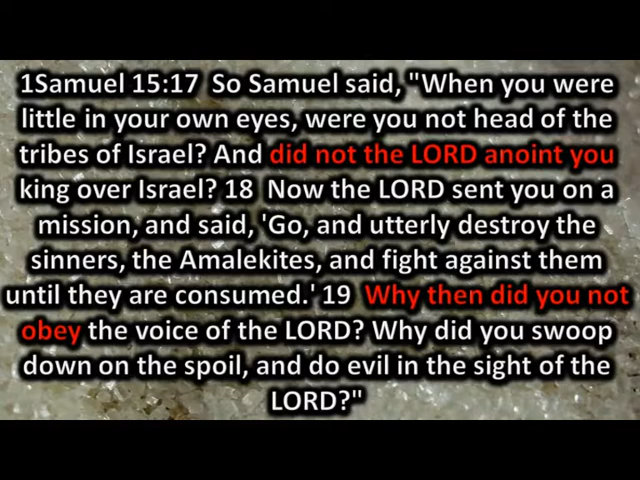 1Samuel 15:17  So Samuel said, "When you were
little in your own eyes, were you not head of the
tribes of Israel? And did not the LORD anoint you
king over Israel? 18  Now the LORD sent you on a
mission, and said, 'Go, and utterly destroy the
sinners, the Amalekites, and fight against them
until they are consumed.' 19  Why then did you not
obey the voice of the LORD? Why did you swoop
down on the spoil, and do evil in the sight of the
LORD?"